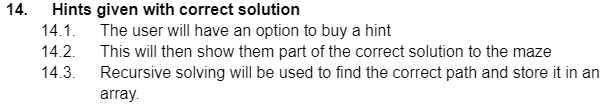 14. Hints given with correct solution
14.1. The user will have an option to buy a hint
14.2. This will then show them part of the correct solution to the maze
14.3. Recursive solving will be used to find the correct path and store it in an
array.